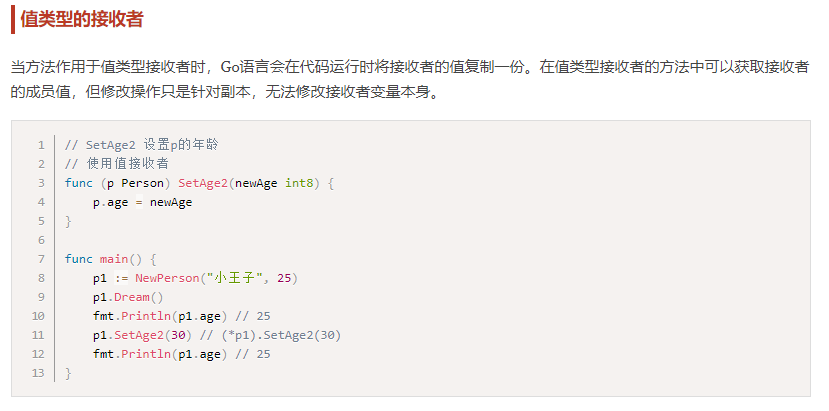 值类型的接收者
当方法作用于值类型接收者时，Go语言会在代码运行时将接收者的值复制一份。在值类型接收者的方法中可以获取接收者
的成员值，但修改操作只是针对副本，无法修改接收者变量本身。
1 // SetAge2 设置p的年龄
2 // 使用值接收者
3 func (p Person) SetAge2(newAge int8) {
4     p.age = newAge
5 }
6
7 func main() {
8     p1 := NewPerson("小王子", 25)
9     p1.Dream()
10     fmt.Println(p1.age) // 25
11     p1.SetAge2(30) // (*p1).SetAge2(30)
12     fmt.Println(p1.age) // 25
13 }